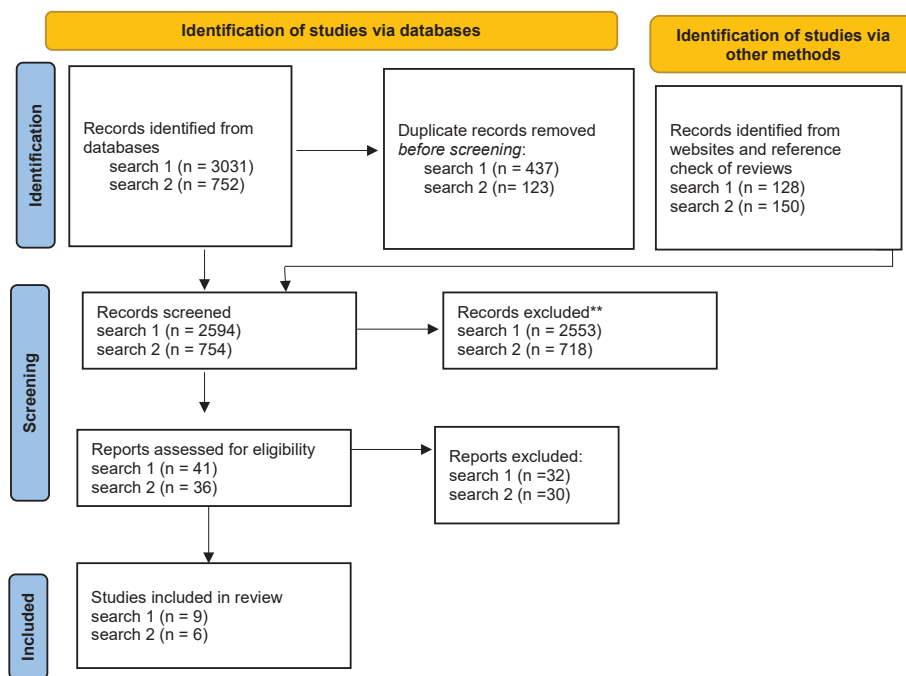 Identification of studies via databases
Identification of studies via
other methods
Identification
Records identified from
databases
search 1 (n = 3031)
search 2 (n = 752)
Duplicate records removed
before screening:
search 1 (n = 437)
search 2 (n= 123)
Records identified from
websites and reference
check of reviews
search 1 (n = 128)
search 2 (n = 150)
Screening
Records screened
search 1 (n = 2594)
search 2 (n = 754)
Records excluded**
search 1 (n = 2553)
search 2 (n = 718)
Reports assessed for eligibility
search 1 (n = 41)
search 2 (n = 36)
Reports excluded:
search 1 (n =32)
search 2 (n =30)
Included
Studies included in review
search 1 (n = 9)
search 2 (n = 6)